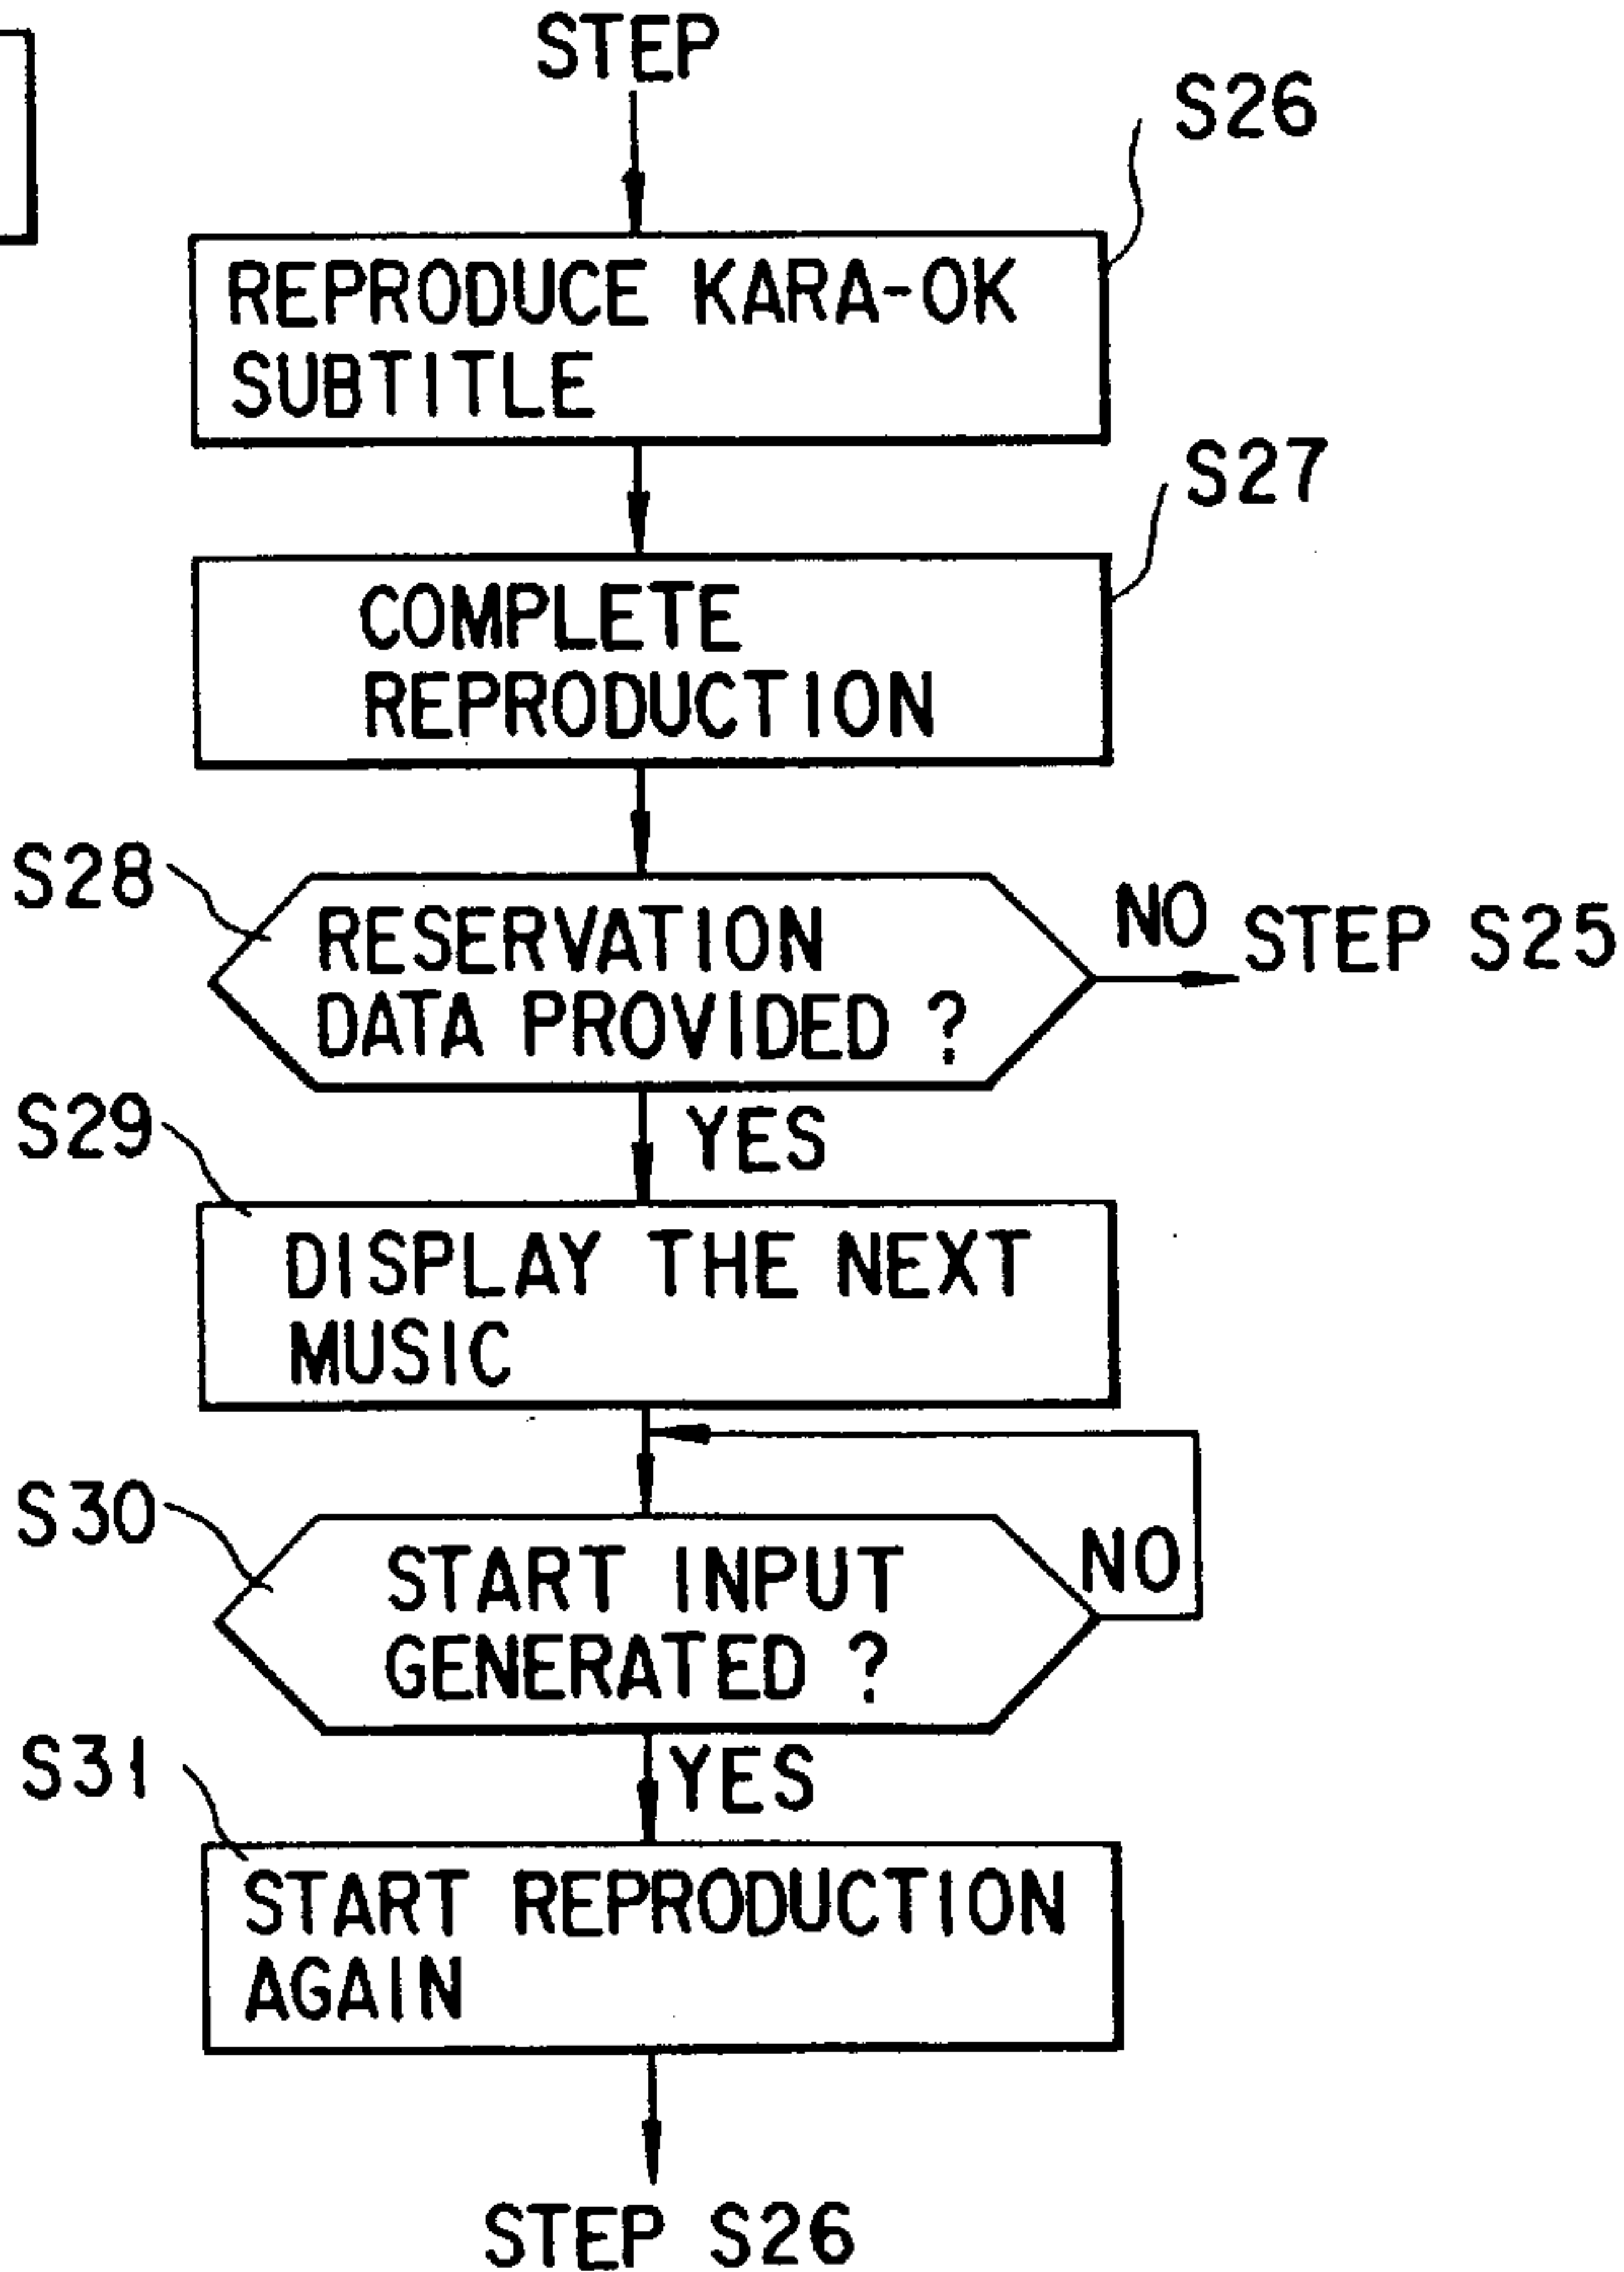 STEP
S26
REPRODUCE KARA-OK
SUBTITLE
S27
COMPLETE
REPRODUCTION
S28
RESERVATION
DATA PROVIDED ?
NO
STEP S25
YES
S29
DISPLAY THE NEXT
MUSIC
S30
START INPUT
GENERATED ?
NO
YES
S31
START REPRODUCTION
AGAIN
STEP S26